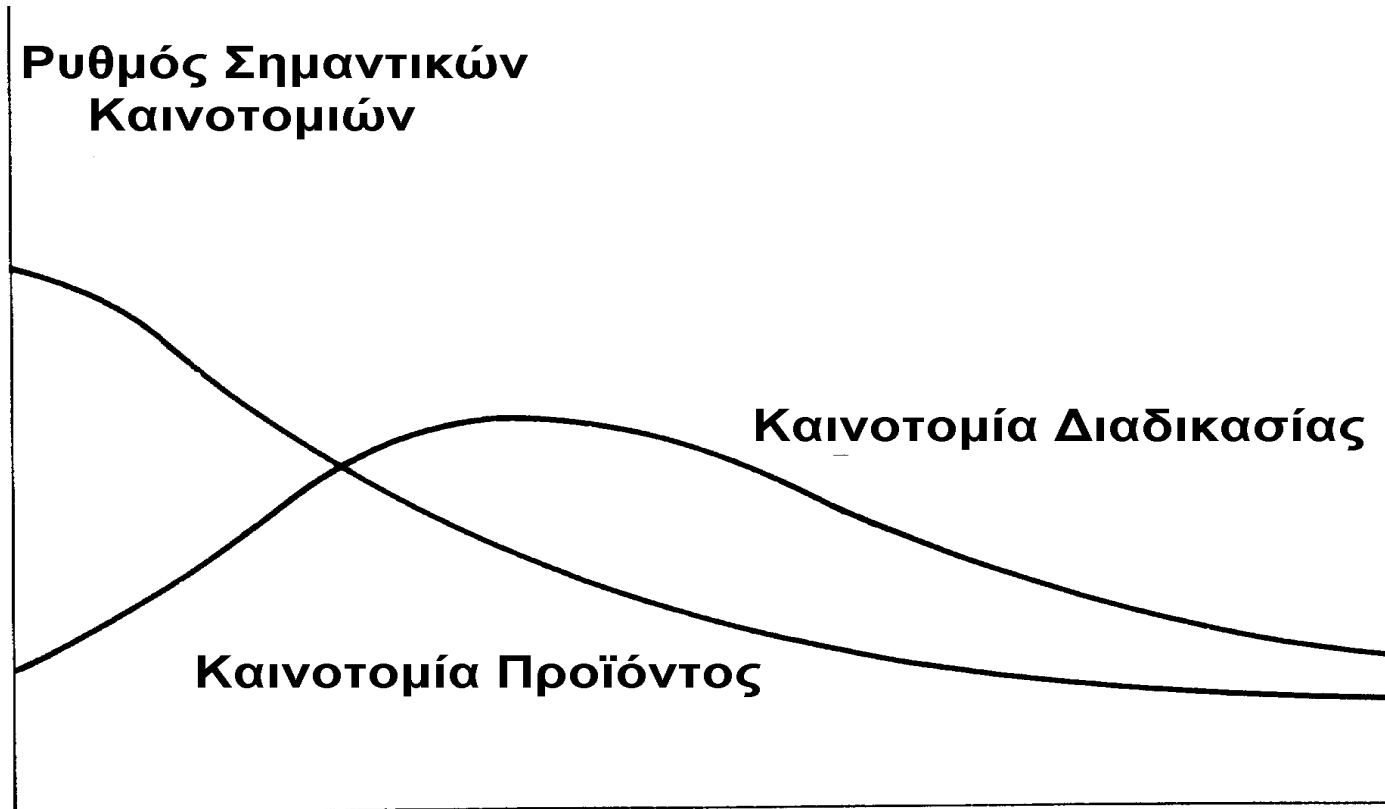 Ρυθμός Σημαντικών
Καινοτομιών
Καινοτομία Διαδικασίας
Καινοτομία Προϊόντος